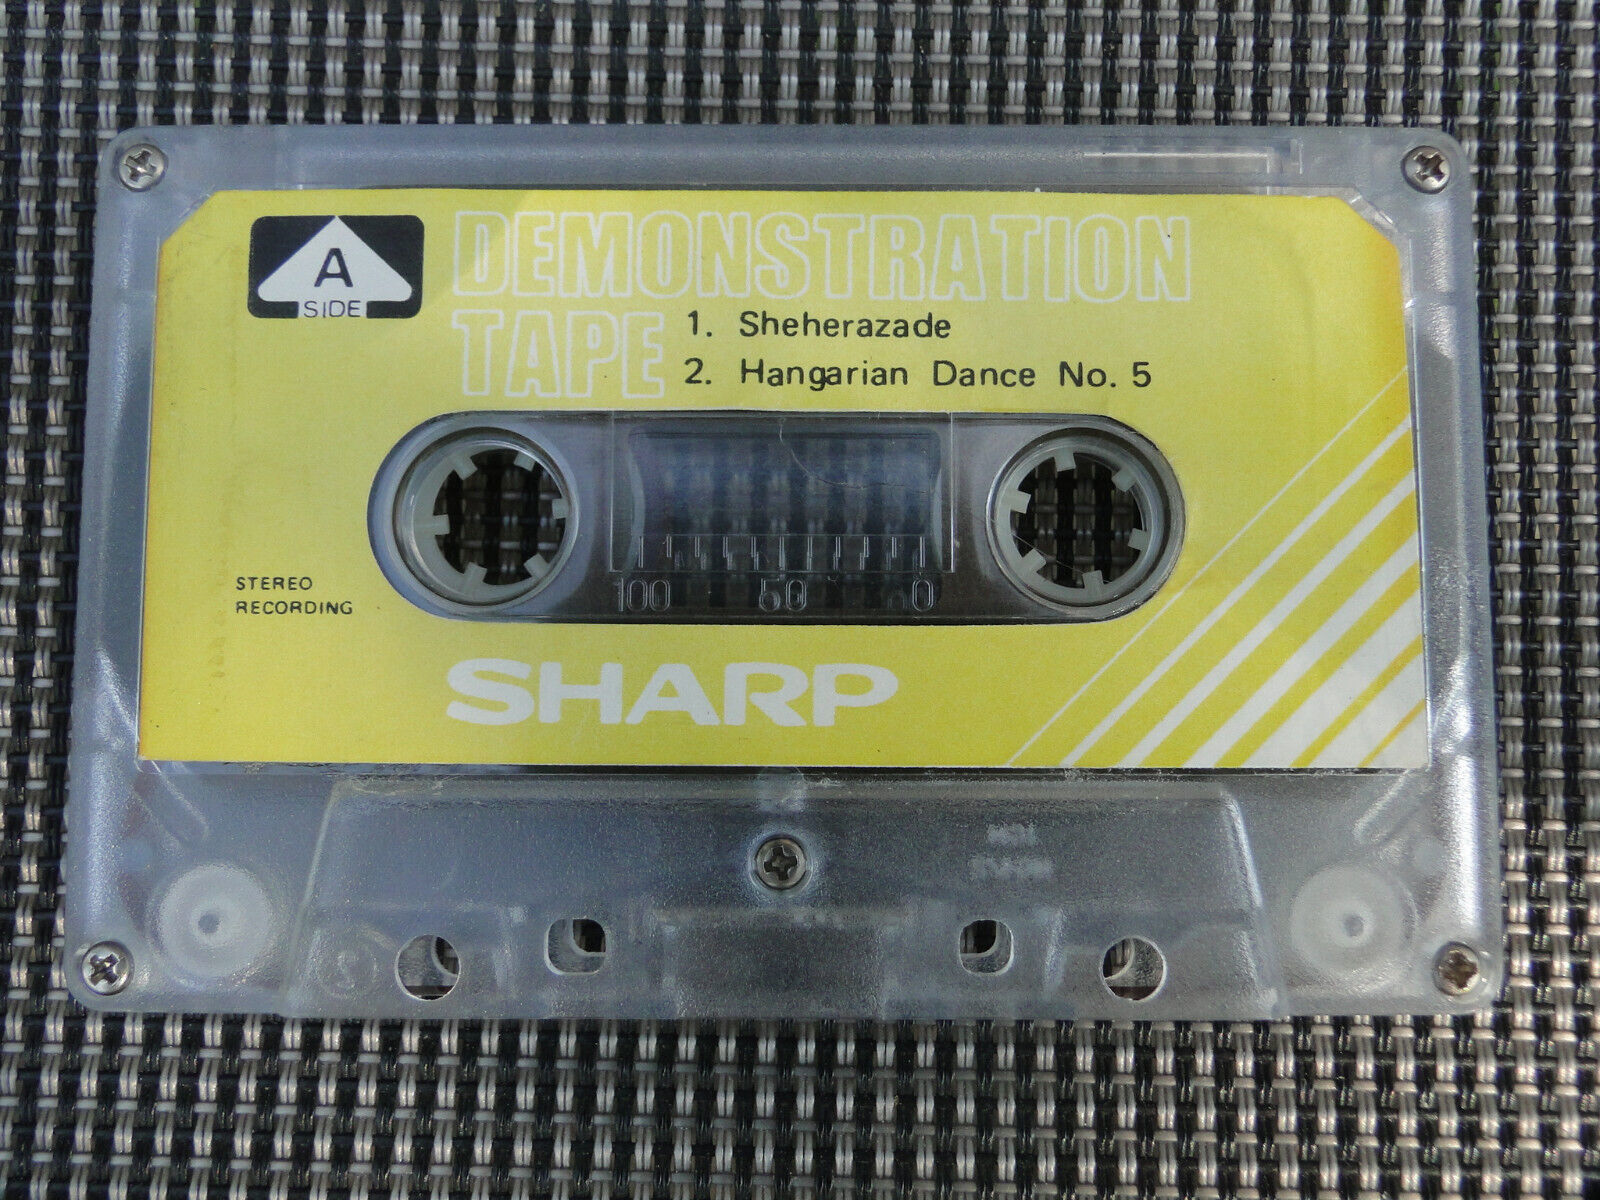 A
SIDE
DEMONSTRATION
TAPE
1. Sheherazade
2. Hangarian Dance No. 5
STEREO
RECORDING
100 50 0
SHARP